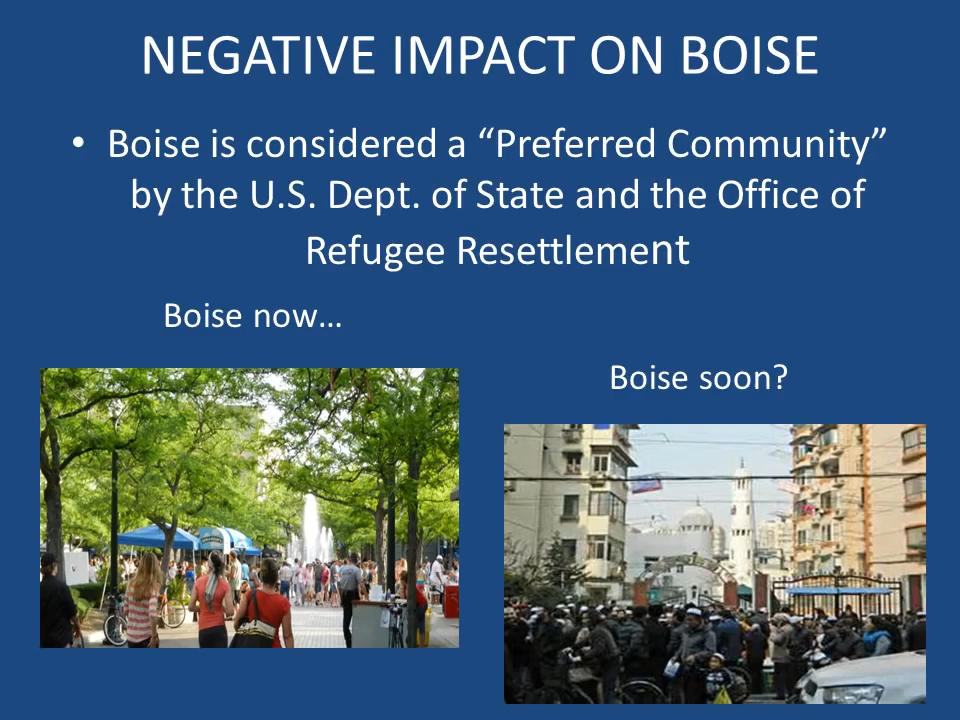 NEGATIVE IMPACT ON BOISE
• Boise is considered a “Preferred Community”
by the U.S. Dept. of State and the Office of
Refugee Resettlement
Boise now…
Boise soon?